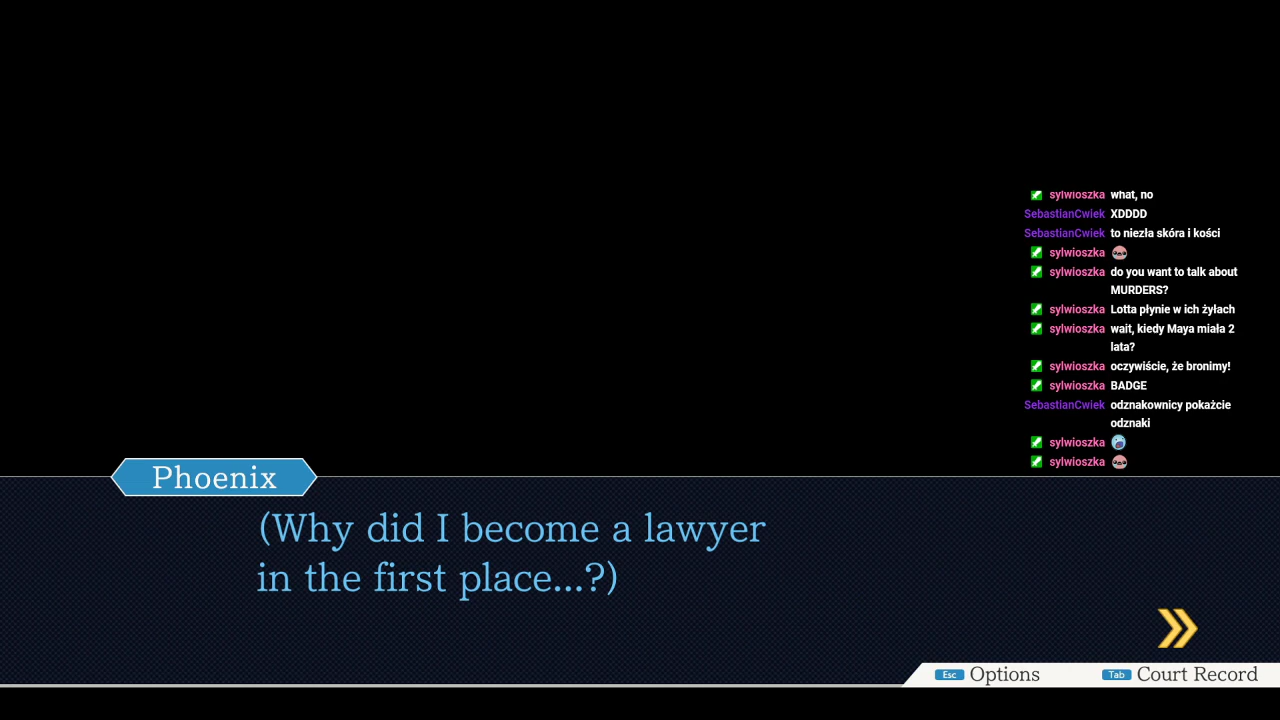 sylwioszka what, no
SebastianCwiek XDDDD
SebastianCwiek to niezła skóra i kości
sylwioszka
sylwioszka do you want to talk about
MURDERS?
sylwioszka Lotta płynie w ich żyłach
sylwioszka wait, kiedy Maya miała 2
lata?
sylwioszka oczywiście, że bronimy!
sylwioszka BADGE
SebastianCwiek odznakownicy pokażcie
odznaki
sylwioszka
sylwioszka
Phoenix
(Why did I become a lawyer
in the first place...?)
Esc Options Tab Court Record